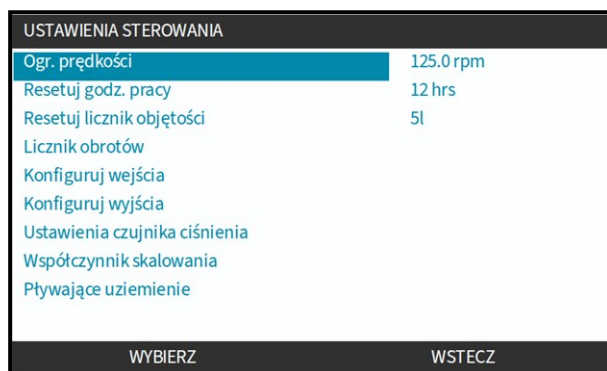 USTAWIENIA STEROWANIA
Ogr. prędkości 125.0 rpm
Resetuj godz. pracy 12 hrs
Resetuj licznik objętości 5l
Licznik obrotów
Konfiguruj wejścia
Konfiguruj wyjścia
Ustawienia czujnika ciśnienia
Współczynnik skalowania
Pływające uziemienie
WYBIERZ WSTECZ